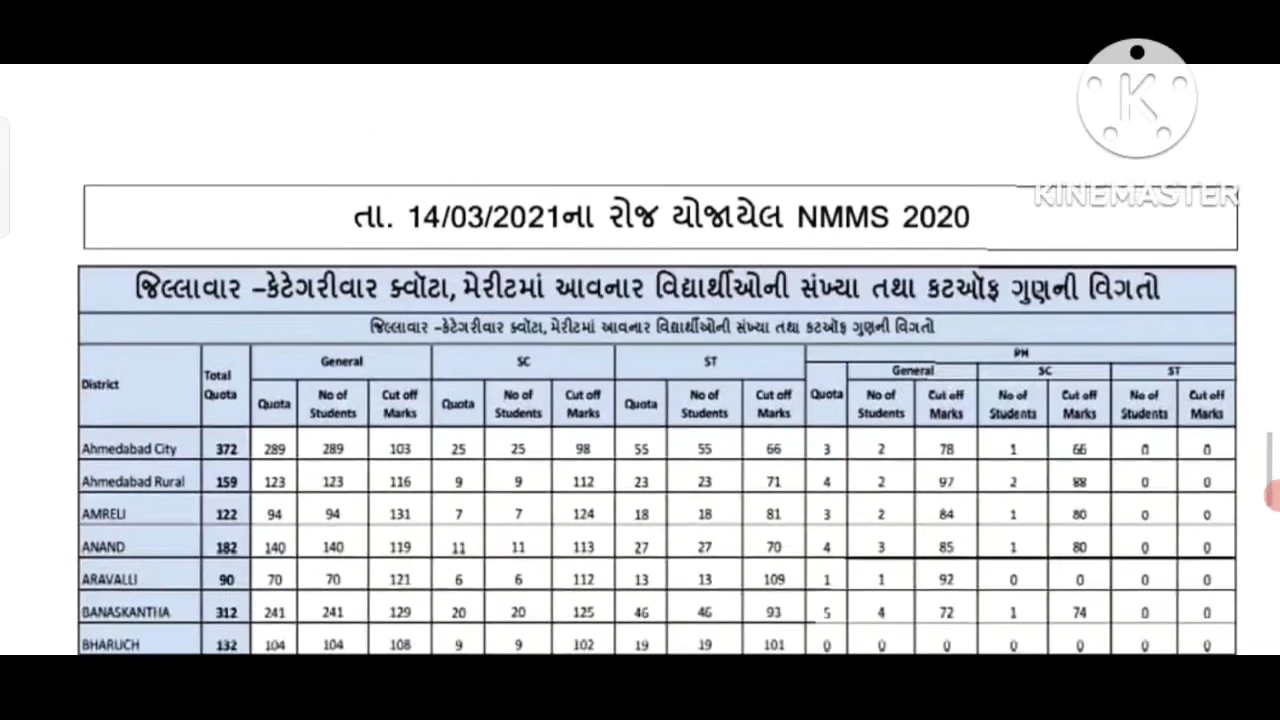 K
KINEMASTER
તા. 14/03/2021ના રોજ યોજાયેલ NMMS 2020
જિલ્લાવાર –કેટેગરીવાર ક્વૉટા, મેરીટમાં આવનાર વિદ્યાર્થીઓની સંખ્યા તથા કટઑફ ગુણની વિગતો
જિલ્લાવાર –કેટેગરીવાર ક્વૉટા, મેરીટમાં આવનાર વિદ્યાર્થીઓની સંખ્યા તથા કટઑફ ગુણની વિગતો
District Total Quota General SC ST PH
General SC ST
Quota No of Students Cut off Marks Quota No of Students Cut off Marks Quota No of Students Cut off Marks Quota No of Students Cut off Marks No of Students Cut off Marks No of Students Cut off Marks
Ahmedabad City 372 289 289 103 25 25 98 55 55 66 3 2 78 1 66 0 0
Ahmedabad Rural 159 123 123 116 9 9 112 23 23 71 4 2 97 2 88 0 0
AMRELI 122 94 94 131 7 7 124 18 18 81 3 2 84 1 80 0 0
ANAND 182 140 140 119 11 11 113 27 27 70 4 3 85 1 80 0 0
ARAVALLI 90 70 70 121 6 6 112 13 13 109 1 1 92 0 0 0 0
BANASKANTHA 312 241 241 129 20 20 125 46 46 93 5 4 72 1 74 0 0
BHARUCH 132 104 104 108 9 9 102 19 19 101 0 0 0 0 0 0 0